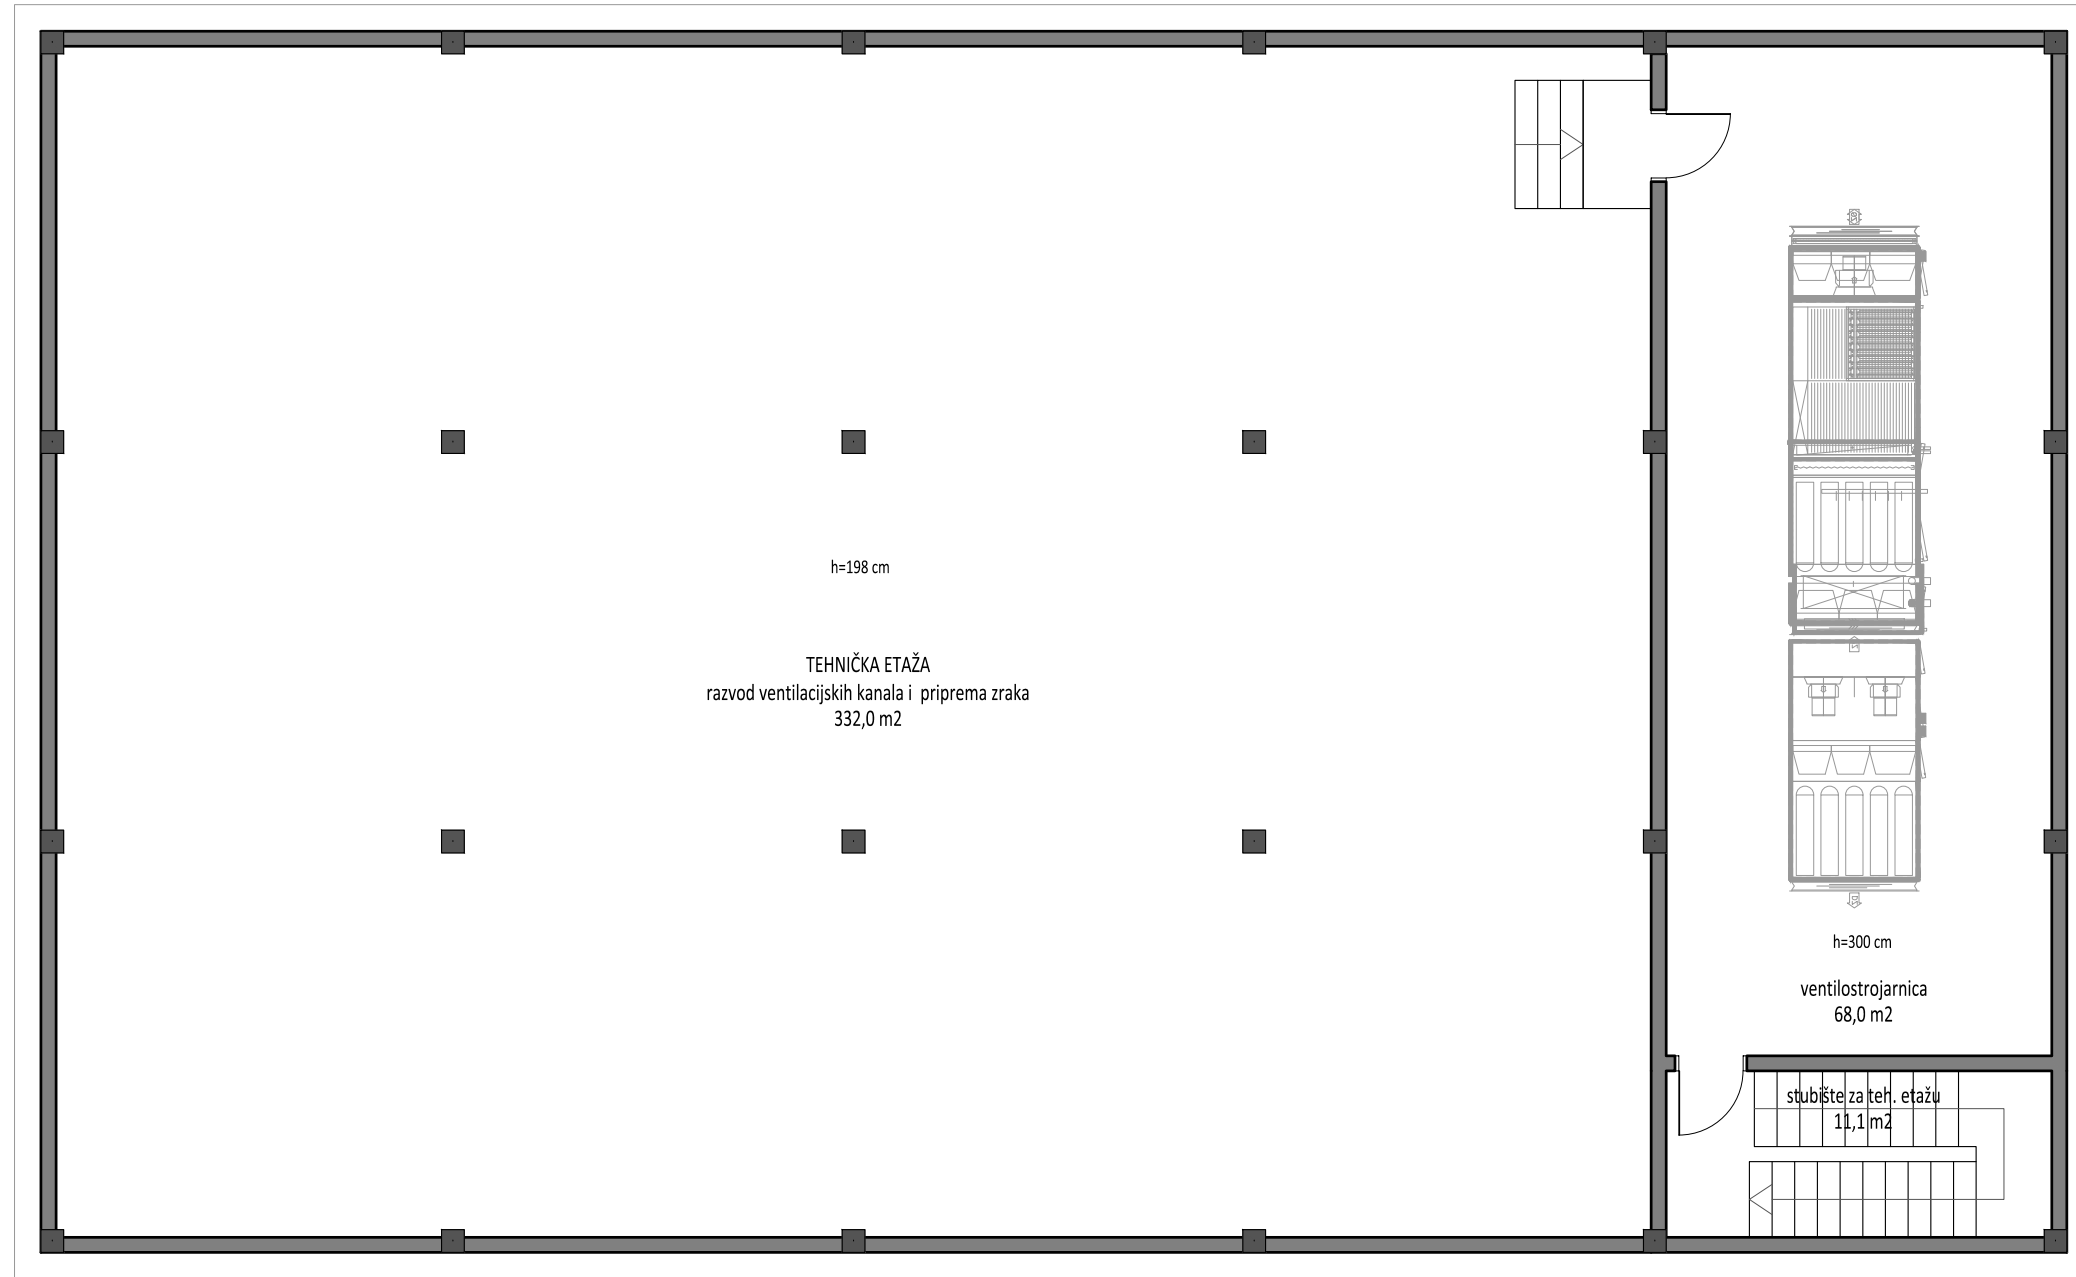 h=198 cm
TEHNIČKA ETAŽA
razvod ventilacijskih kanala i  priprema zraka
332,0 m2
h=300 cm
ventilostrojarnica
68,0 m2
stubište za teh. etažu
11,1 m2